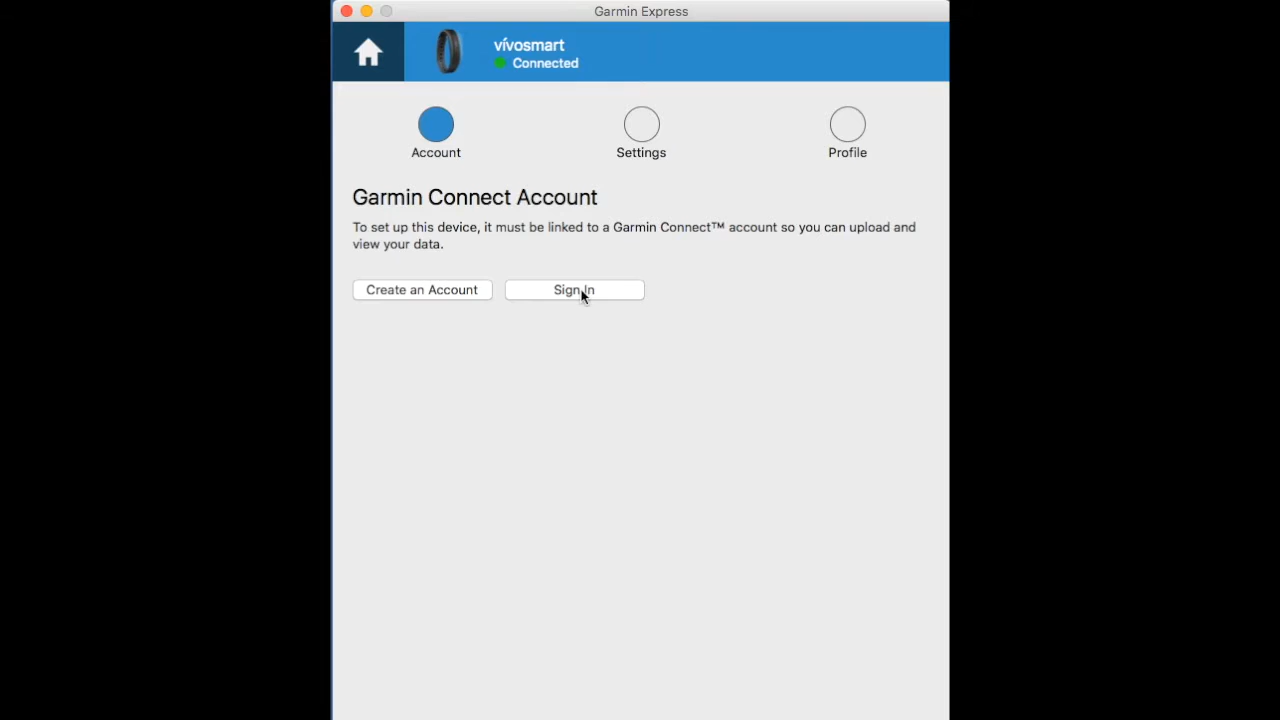 Garmin Express
vívosmart
Connected
Account
Settings
Profile
Garmin Connect Account
To set up this device, it must be linked to a Garmin Connect™ account so you can upload and
view your data.
Create an Account
Sign In